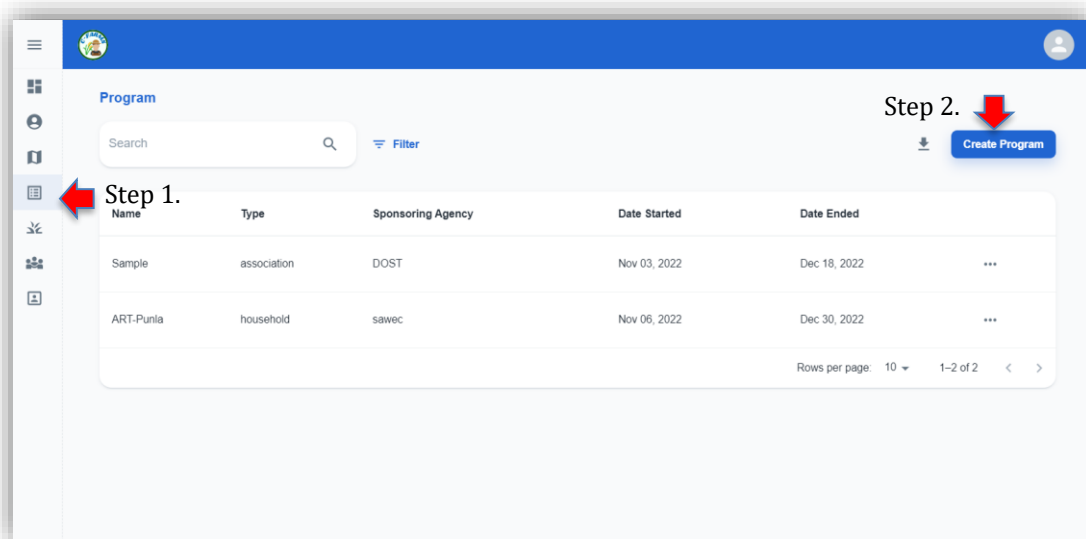 Program
Step 2.
Search
Filter
Create Program
Step 1.
Name Type Sponsoring Agency Date Started Date Ended
Sample association DOST Nov 03, 2022 Dec 18, 2022
ART-Punla household sawec Nov 06, 2022 Dec 30, 2022
Rows per page: 10 1–2 of 2